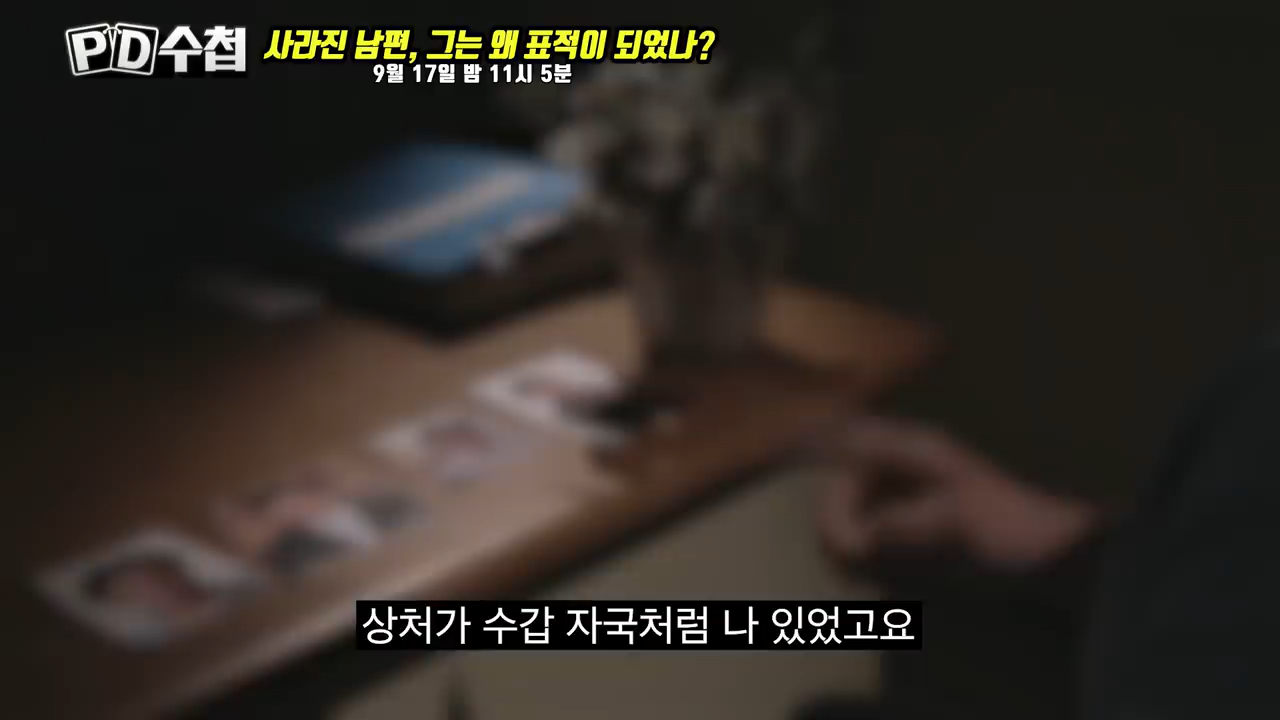 PD수첩
사라진 남편, 그는 왜 표적이 되었나?
9월 17일 밤 11시 5분
상처가 수갑 자국처럼 나 있었고요